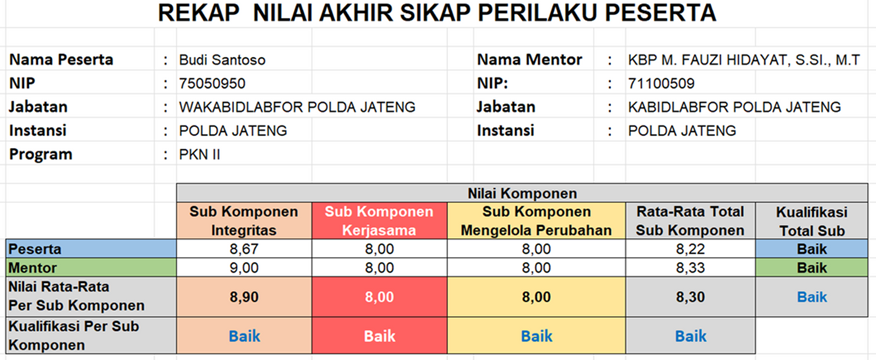 REKAP NILAI AKHIR SIKAP PERILAKU PESERTA
Nama Peserta : Budi Santoso Nama Mentor : KBP M. FAUZI HIDAYAT, S.SI., M.T
NIP : 75050950 NIP: : 71100509
Jabatan : WAKABIDLABFOR POLDA JATENG Jabatan : KABIDLABFOR POLDA JATENG
Instansi : POLDA JATENG Instansi : POLDA JATENG
Program : PKN II
Nilai Komponen
Sub Komponen Sub Komponen Sub Komponen Rata-Rata Total Kualifikasi
Integritas Kerjasama Mengelola Perubahan Sub Komponen Total Sub
Peserta 8,67 8,00 8,00 8,22 Baik
Mentor 9,00 8,00 8,00 8,33 Baik
Nilai Rata-Rata
Per Sub Komponen 8,90 8,00 8,00 8,30 Baik
Kualifikasi Per Sub
Komponen Baik Baik Baik Baik